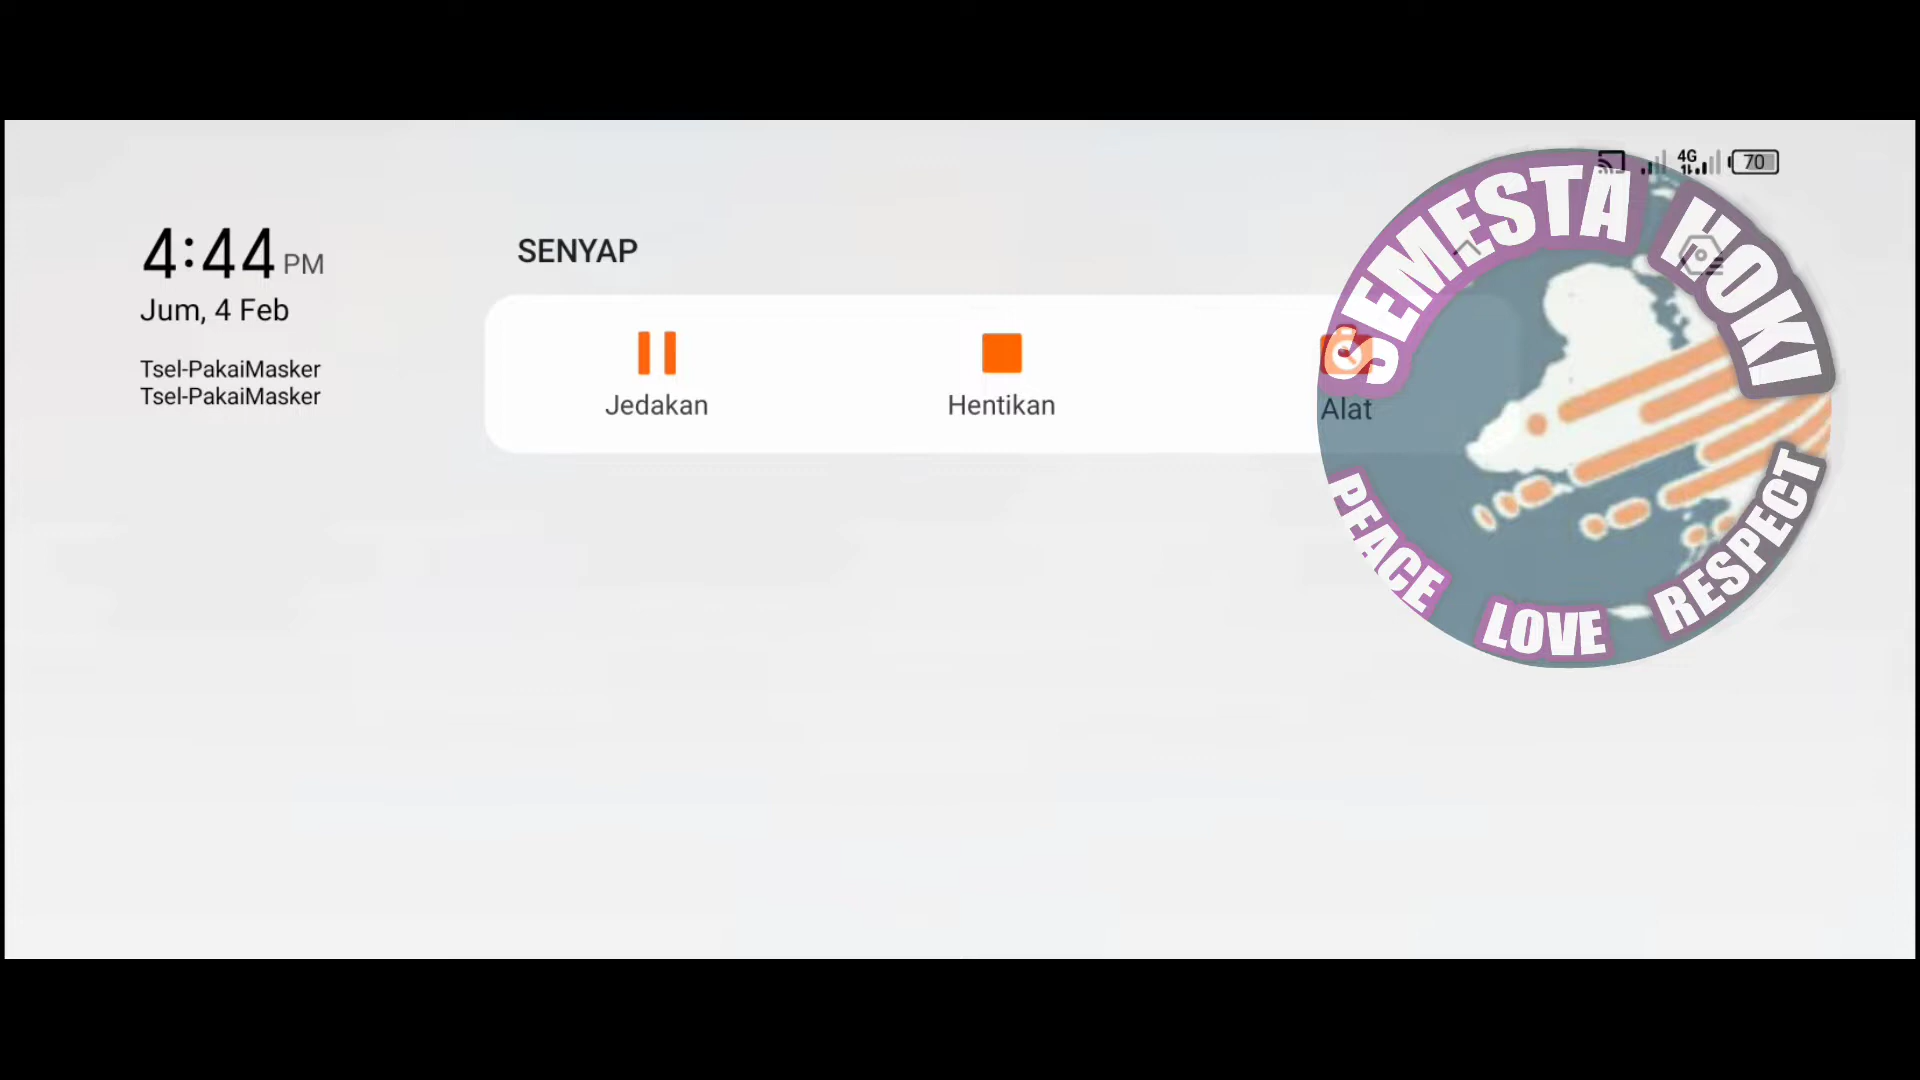 4G
70
4:44 PM
Jum, 4 Feb
Tsel-PakaiMasker
Tsel-PakaiMasker
SENYAP
Jedakan
Hentikan
Alat
SEMESTA HOKI
PEACE LOVE RESPECT